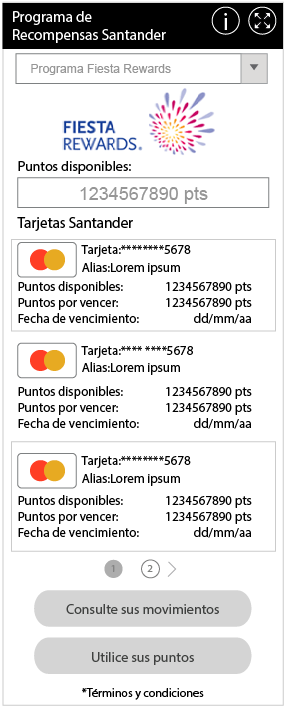 Programa de
Recompensas Santander
i
Programa Fiesta Rewards
FIESTA
REWARDS®
Puntos disponibles:
1234567890 pts
Tarjetas Santander
Tarjeta:********5678
Alias:Lorem ipsum
Puntos disponibles: 1234567890 pts
Puntos por vencer: 1234567890 pts
Fecha de vencimiento: dd/mm/aa
Tarjeta:**** ****5678
Alias:Lorem ipsum
Puntos disponibles: 1234567890 pts
Puntos por vencer: 1234567890 pts
Fecha de vencimiento: dd/mm/aa
Tarjeta:********5678
Alias:Lorem ipsum
Puntos disponibles: 1234567890 pts
Puntos por vencer: 1234567890 pts
Fecha de vencimiento: dd/mm/aa
1 2
Consulte sus movimientos
Utilice sus puntos
*Términos y condiciones